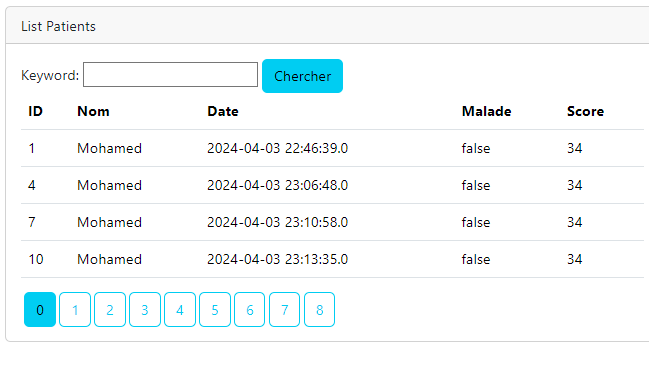 List Patients
Keyword: Chercher
ID Nom Date Malade Score
1 Mohamed 2024-04-03 22:46:39.0 false 34
4 Mohamed 2024-04-03 23:06:48.0 false 34
7 Mohamed 2024-04-03 23:10:58.0 false 34
10 Mohamed 2024-04-03 23:13:35.0 false 34
0 1 2 3 4 5 6 7 8